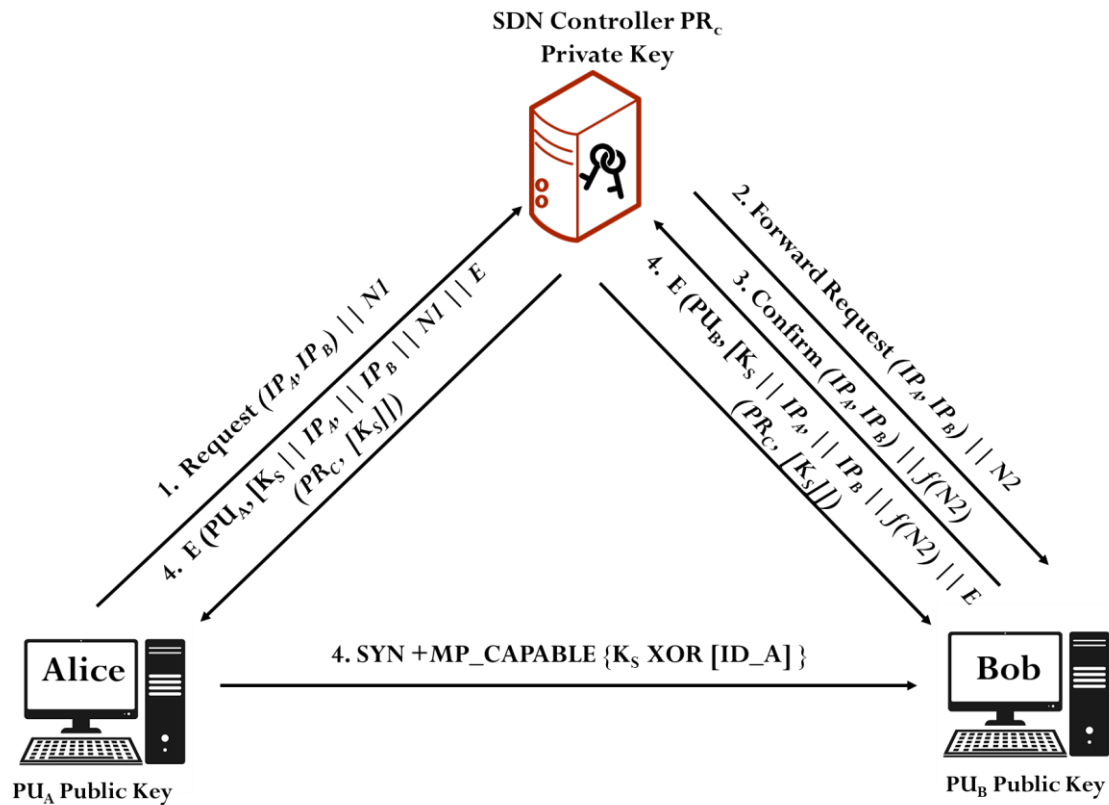 SDN Controller PR_c
Private Key
1. Request (IP_A, IP_B) || N1
4. E (PU_A, [K_S || IP_A, || IP_B || N1 || E
(PR_C, [K_S]])
2. Forward Request (IP_A, IP_B) || N2
3. Confirm (IP_A, IP_B) || f(N2)
4. E (PU_B, [K_S || IP_A, || IP_B || f(N2) || E
(PR_C, [K_S]])
4. SYN +MP_CAPABLE {K_S XOR [ID_A] }
Alice
Bob
PU_A Public Key
PU_B Public Key